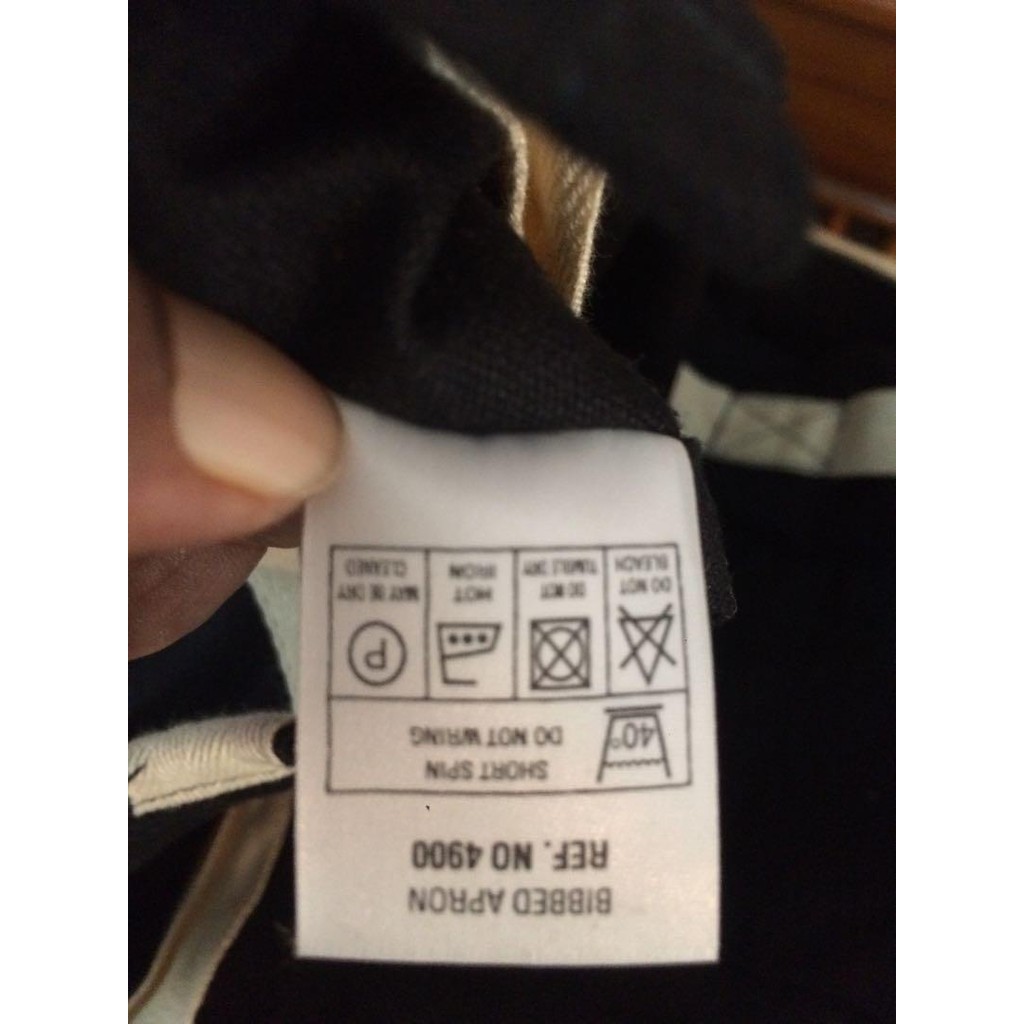 BIBBED APRON
REF. NO 4900
40°
SHORT SPIN
DO NOT WRING
DO NOT
BLEACH
DO NOT
TUMBLE DRY
HOT
IRON
P
MAY BE DRY
CLEANED